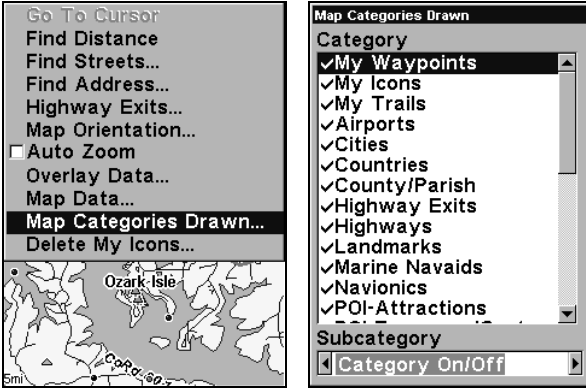 Go To Cursor
Find Distance
Find Streets...
Find Address...
Highway Exits...
Map Orientation...
Auto Zoom
Overlay Data...
Map Data...
Map Categories Drawn...
Delete My Icons...
Ozark Isle
CoRd. 60
5mi
Map Categories Drawn
Category
My Waypoints
My Icons
My Trails
Airports
Cities
Countries
County/Parish
Highway Exits
Highways
Landmarks
Marine Navaids
Navionics
POI-Attractions
Subcategory
Category On/Off